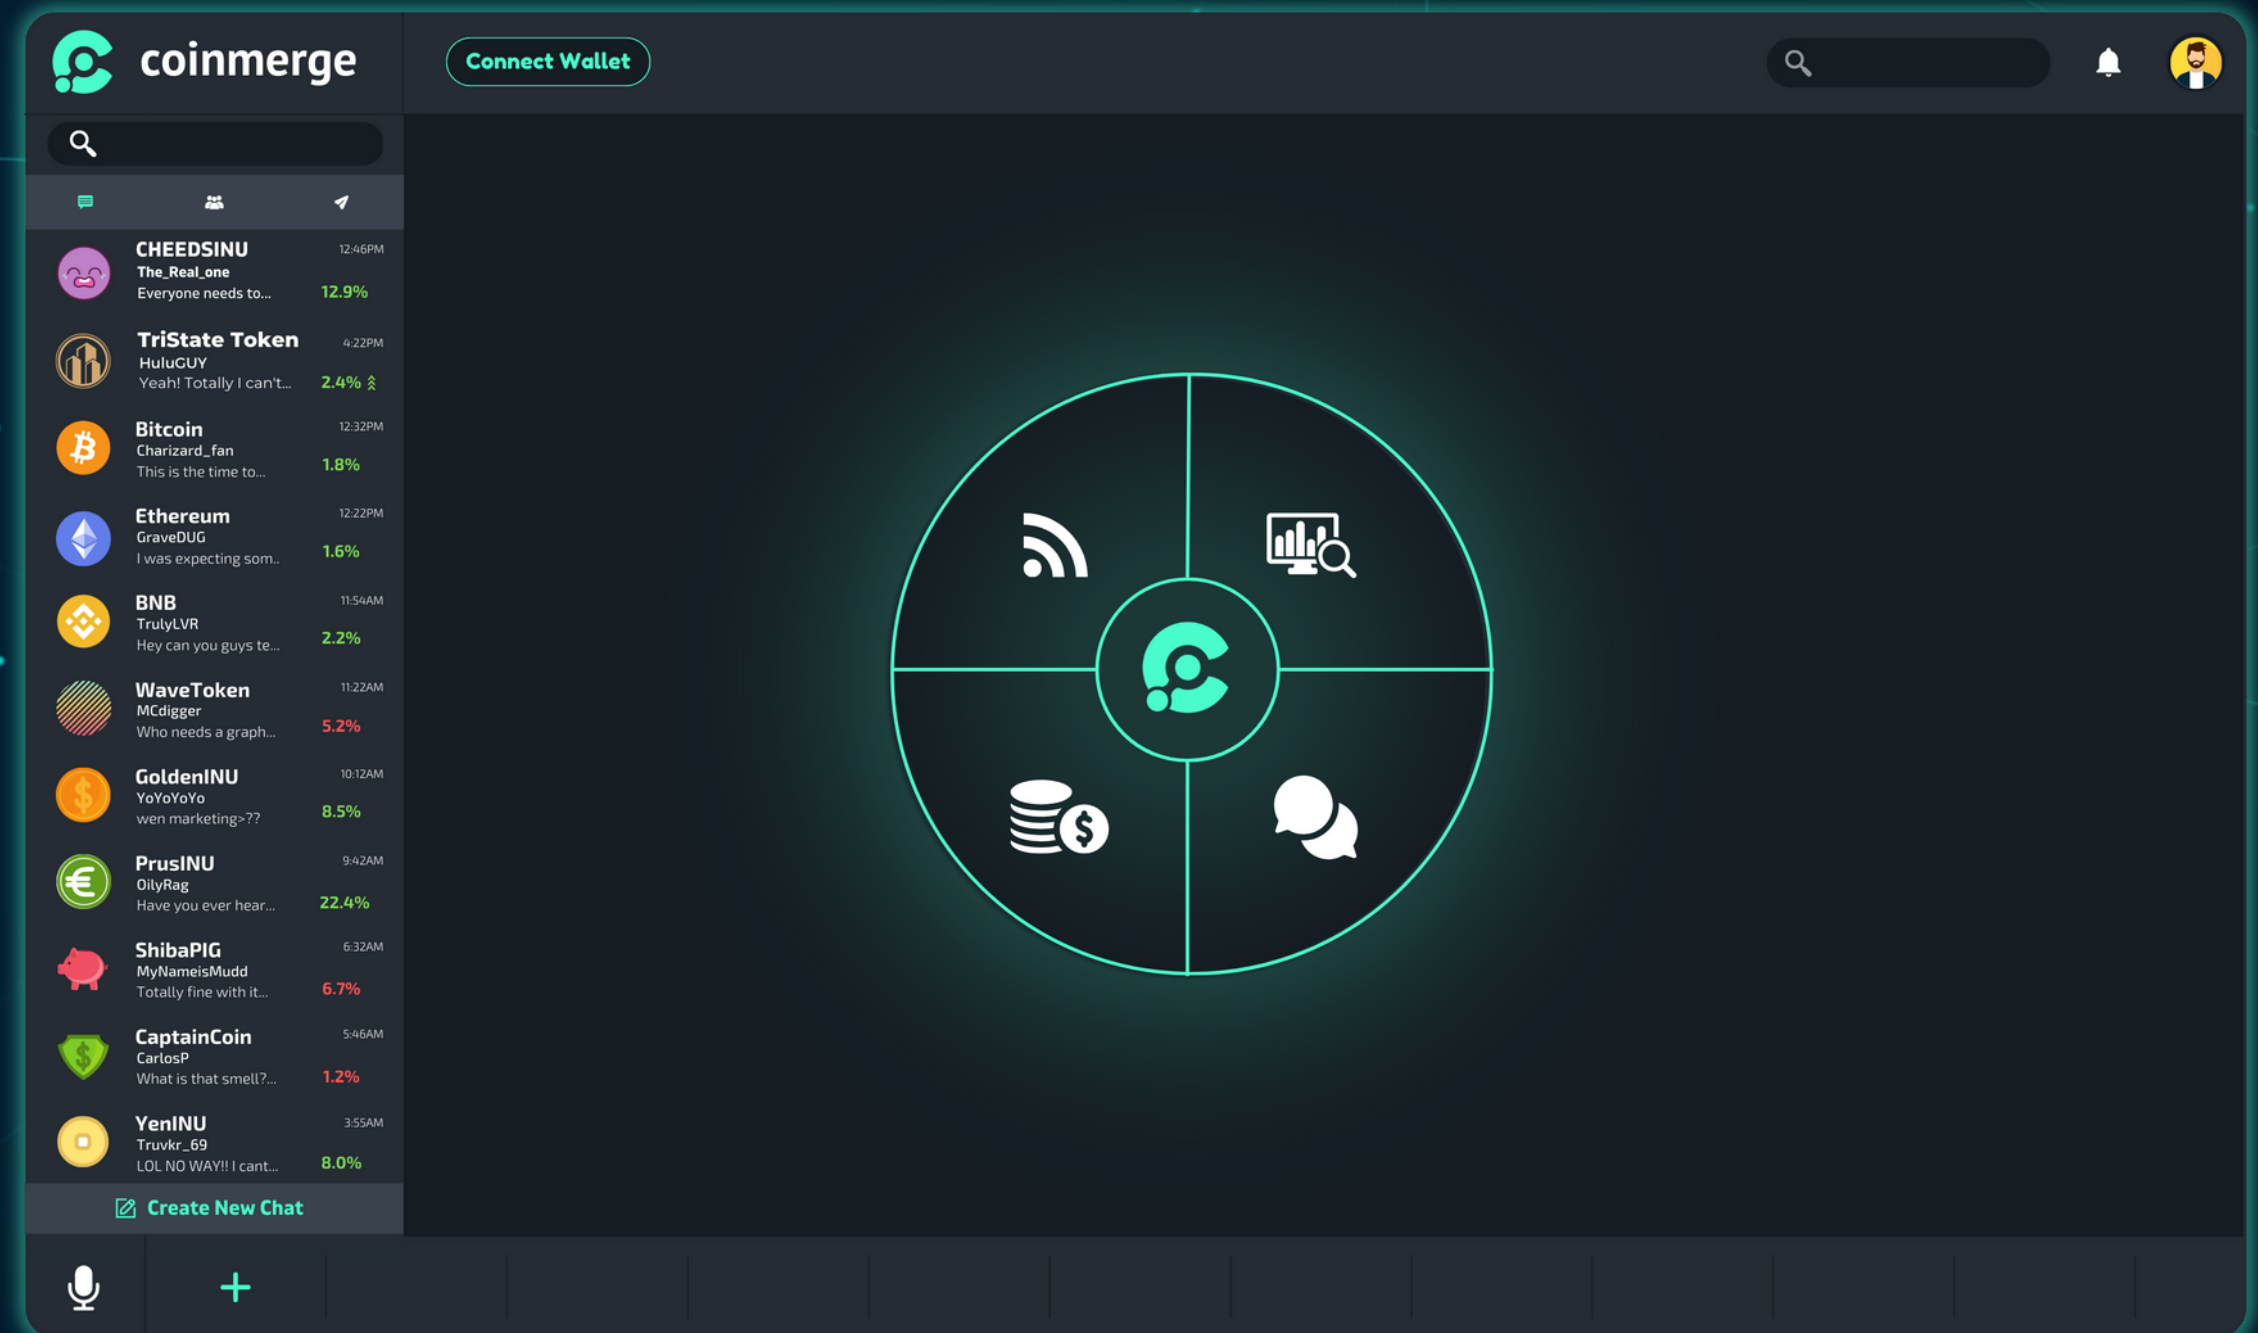 coinmerge
Connect Wallet
CHEEDSINU 12:46PM
The_Real_one
Everyone needs to... 12.9%
TriState Token 4:22PM
HuluGUY
Yeah! Totally I can't... 2.4%
Bitcoin 12:32PM
Charizard_fan
This is the time to... 1.8%
Ethereum 12:22PM
GraveDUG
I was expecting som.. 1.6%
BNB 11:54AM
TrulyLVR
Hey can you guys te... 2.2%
WaveToken 11:22AM
MCdigger
Who needs a graph... 5.2%
GoldenINU 10:12AM
YoYoYoYo
wen marketing>?? 8.5%
PrusINU 9:42AM
OilyRag
Have you ever hear... 22.4%
ShibaPIG 6:32AM
MyNameisMudd
Totally fine with it... 6.7%
CaptainCoin 5:46AM
CarlosP
What is that smell?... 1.2%
YenINU 3:55AM
Truvkr_69
LOL NO WAY!! I cant... 8.0%
Create New Chat